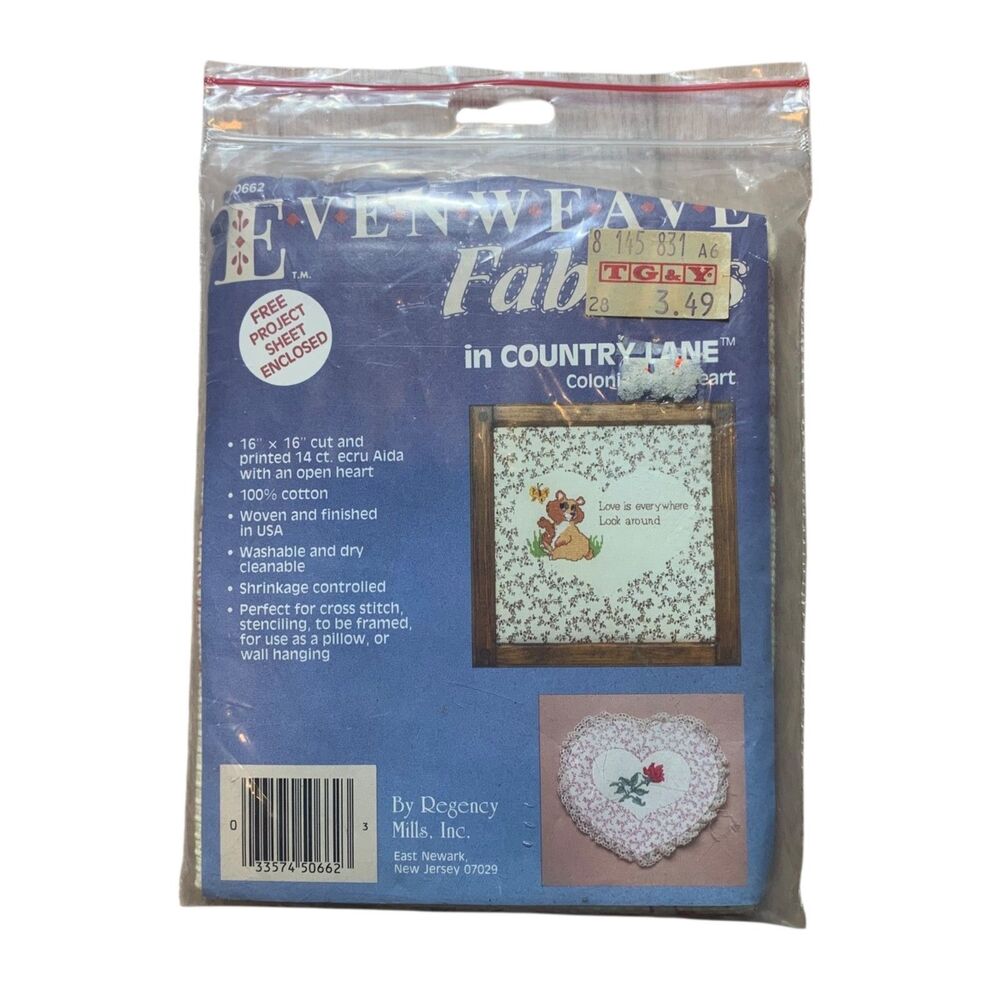 0662
EVENWEAVE
T.M.
Fab s
8 145 831 A6
TG&Y
28 3.49
FREE
PROJECT
SHEET
ENCLOSED
in COUNTRY LANE™
Coloni eart
• 16" × 16" cut and
printed 14 ct. ecru Aida
with an open heart
• 100% cotton
• Woven and finished
in USA
• Washable and dry
cleanable
• Shrinkage controlled
• Perfect for cross stitch,
stenciling, to be framed,
for use as a pillow, or
wall hanging
Love is everywhere
Look around
0 33574 50662 3
By Regency
Mills, Inc.
East Newark,
New Jersey 07029